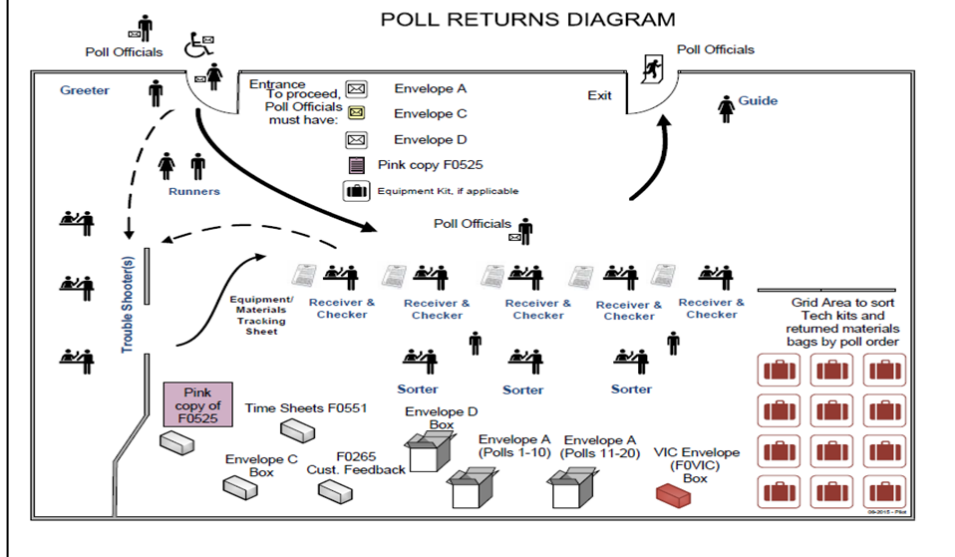 POLL RETURNS DIAGRAM
Poll Officials
Poll Officials
Greeter
Entrance
To proceed,
Poll Officials
must have:
Envelope A
Envelope C
Envelope D
Pink copy F0525
Equipment Kit, if applicable
Exit
Guide
Runners
Poll Officials
Trouble Shooter(s)
Equipment/
Materials
Tracking
Sheet
Receiver &
Checker
Receiver &
Checker
Receiver &
Checker
Receiver &
Checker
Receiver &
Checker
Grid Area to sort
Tech kits and
returned materials
bags by poll order
Sorter
Sorter
Sorter
Pink
copy of
F0525
Time Sheets F0551
Envelope D
Box
Envelope C
Box
F0265
Cust. Feedback
Envelope A
(Polls 1-10)
Envelope A
(Polls 11-20)
VIC Envelope
(F0VIC)
Box
09-2015 - Pilot